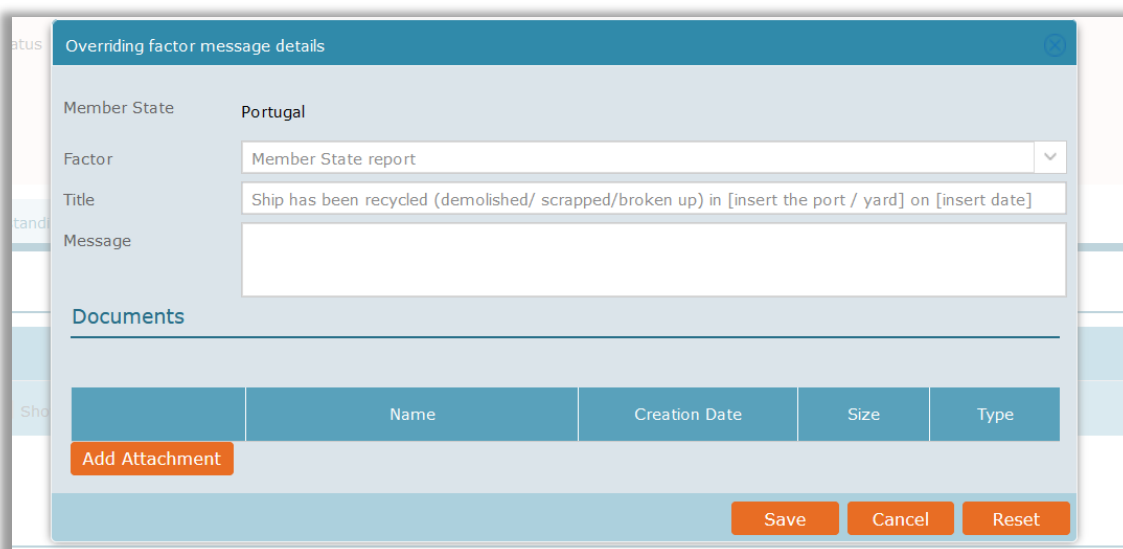 atus
Overriding factor message details
Member State
Portugal
Factor
Member State report
Title
Ship has been recycled (demolished/ scrapped/broken up) in [insert the port / yard] on [insert date]
tandi
Message
Documents
Sho
Name
Creation Date
Size
Type
Add Attachment
Save
Cancel
Reset